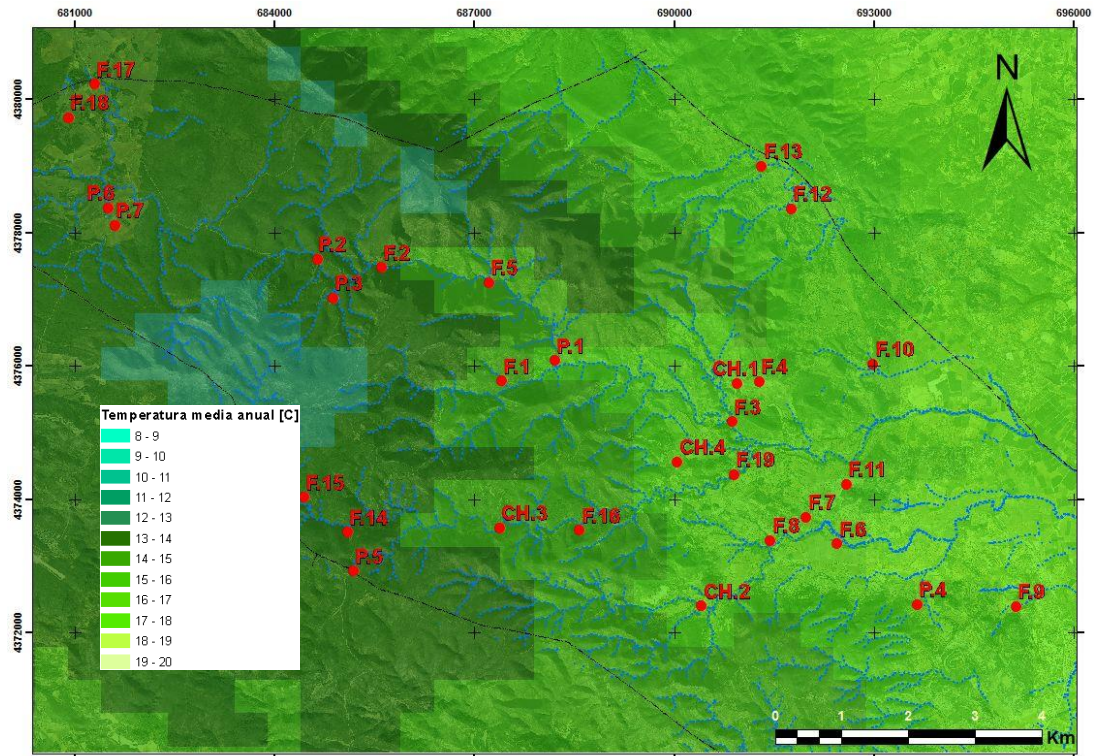 681000 684000 687000 690000 693000 696000
4380000
4378000
4376000
4374000
4372000
N
F.17
F.18
F.13
F.12
P.6
P.7
P.2
F.2
F.5
P.3
P.1
F.1
F.10
CH.1
F.4
F.3
CH.4
F.19
F.11
F.15
F.14
CH.3
F.16
F.7
F.8
F.6
P.5
CH.2
P.4
F.9
Temperatura media anual [C]
8 - 9
9 - 10
10 - 11
11 - 12
12 - 13
13 - 14
14 - 15
15 - 16
16 - 17
17 - 18
18 - 19
19 - 20
0 1 2 3 4
Km